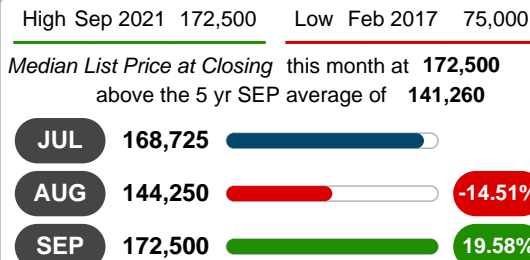 High Sep 2021 172,500 Low Feb 2017 75,000
Median List Price at Closing this month at 172,500
above the 5 yr SEP average of 141,260
JUL 168,725
AUG 144,250 -14.51%
SEP 172,500 19.58%